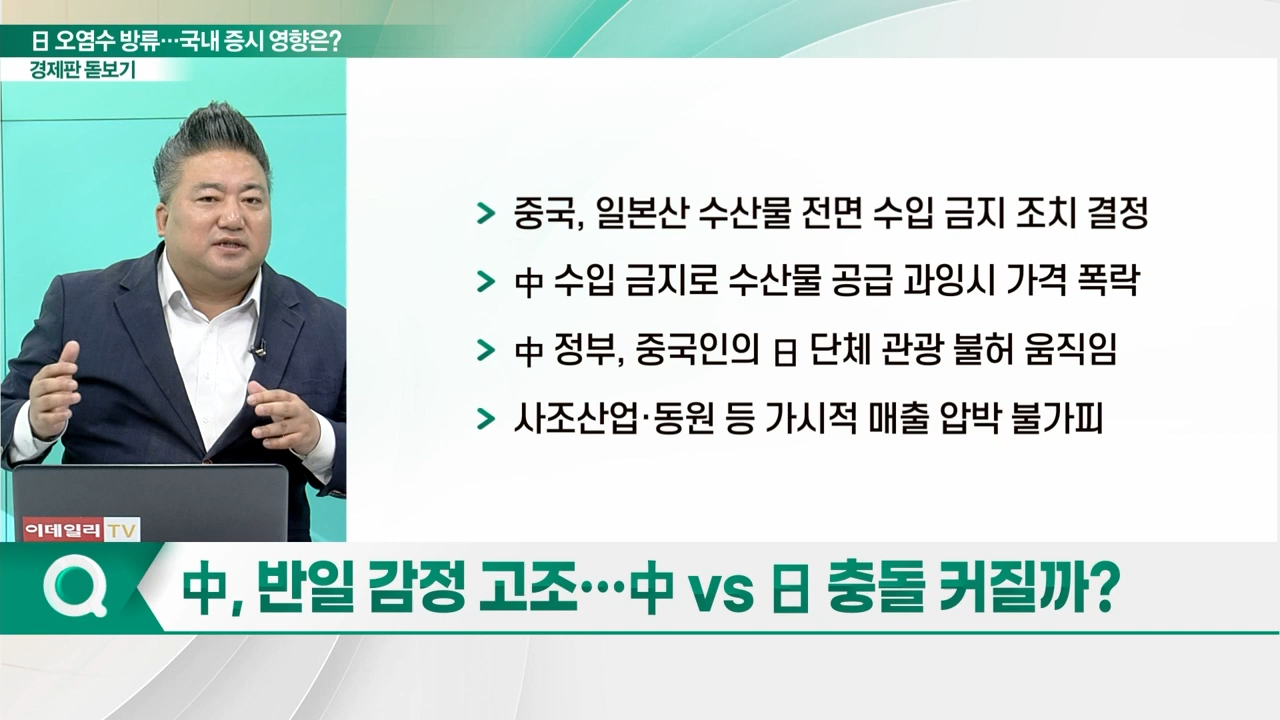 日 오염수 방류…국내 증시 영향은?
경제판 돋보기
> 중국, 일본산 수산물 전면 수입 금지 조치 결정
> 中 수입 금지로 수산물 공급 과잉시 가격 폭락
> 中 정부, 중국인의 日 단체 관광 불허 움직임
> 사조산업·동원 등 가시적 매출 압박 불가피
이데일리 TV
Q 中, 반일 감정 고조…中 vs 日 충돌 커질까?